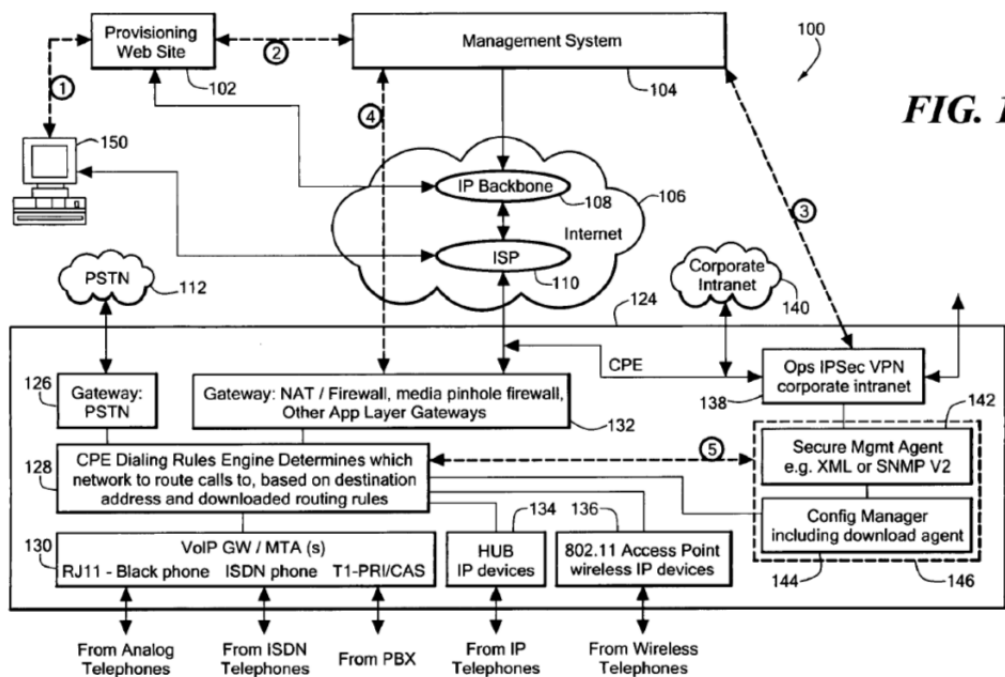 Provisioning
Web Site
102
1
2
Management System
104
100
FIG. 1
150
4
3
IP Backbone
108
106
Internet
ISP
110
PSTN
112
Corporate
Intranet
140
124
CPE
126
Gateway:
PSTN
Gateway: NAT / Firewall, media pinhole firewall,
Other App Layer Gateways
132
Ops IPSec VPN
corporate intranet
138
142
128
CPE Dialing Rules Engine Determines which
network to route calls to, based on destination
address and downloaded routing rules
5
Secure Mgmt Agent
e.g. XML or SNMP V2
Config Manager
including download agent
144
146
130
VoIP GW / MTA (s)
RJ11 - Black phone ISDN phone T1-PRI/CAS
134
HUB
IP devices
136
802.11 Access Point
wireless IP devices
From Analog
Telephones
From ISDN
Telephones
From PBX
From IP
Telephones
From Wireless
Telephones